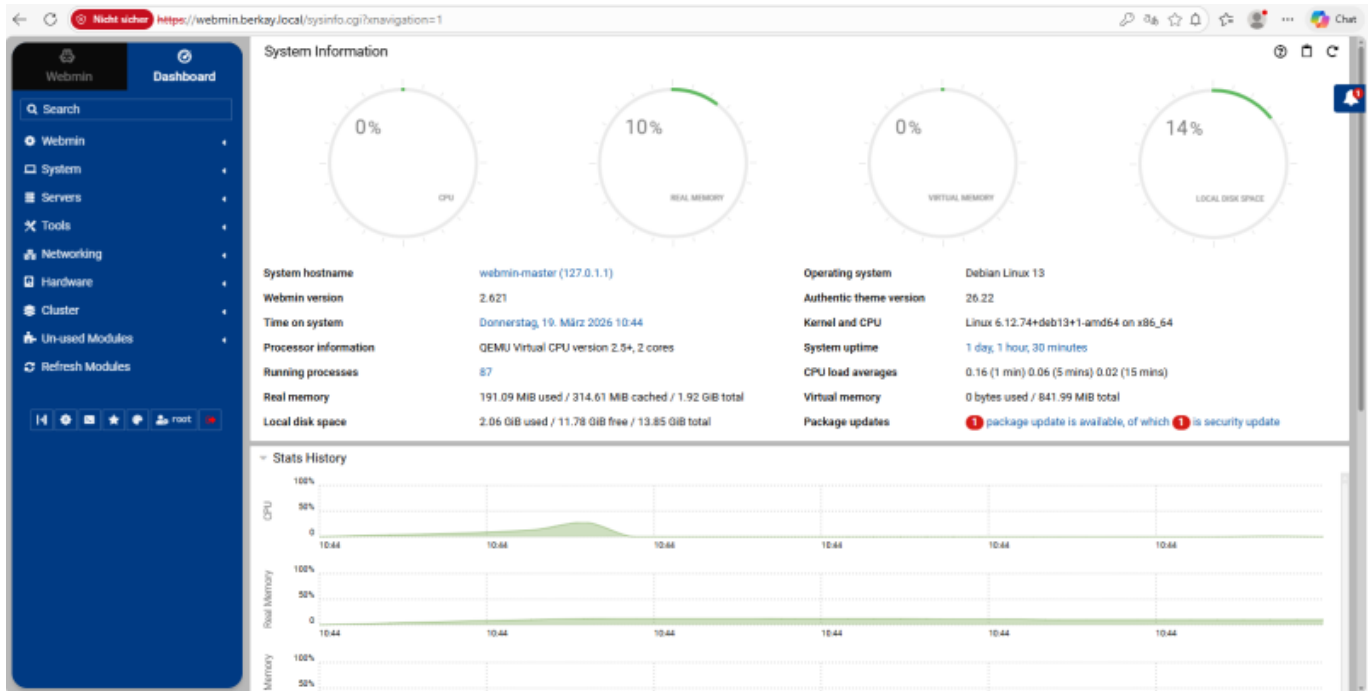 Nicht sicher https://webmin.berkay.local/sysinfo.cgi?xnavigation=1
Chat
Webmin
Dashboard
Search
Webmin
System
Servers
Tools
Networking
Hardware
Cluster
Un-used Modules
Refresh Modules
root
System Information
1
0%
CPU
10%
REAL MEMORY
0%
VIRTUAL MEMORY
14%
LOCAL DISK SPACE
System hostname webmin-master (127.0.1.1) Operating system Debian Linux 13
Webmin version 2.621 Authentic theme version 26.22
Time on system Donnerstag, 19. März 2026 10:44 Kernel and CPU Linux 6.12.74+deb13+1-amd64 on x86_64
Processor information QEMU Virtual CPU version 2.5+, 2 cores System uptime 1 day, 1 hour, 30 minutes
Running processes 87 CPU load averages 0.16 (1 min) 0.06 (5 mins) 0.02 (15 mins)
Real memory 191.09 MiB used / 314.61 MiB cached / 1.92 GiB total Virtual memory 0 bytes used / 841.99 MiB total
Local disk space 2.06 GiB used / 11.78 GiB free / 13.85 GiB total Package updates 1 package update is available, of which 1 is security update
Stats History
CPU
100%
50%
0
10:44 10:44 10:44 10:44 10:44 10:44
Real Memory
100%
50%
0
10:44 10:44 10:44 10:44 10:44 10:44
Memory
100%
50%